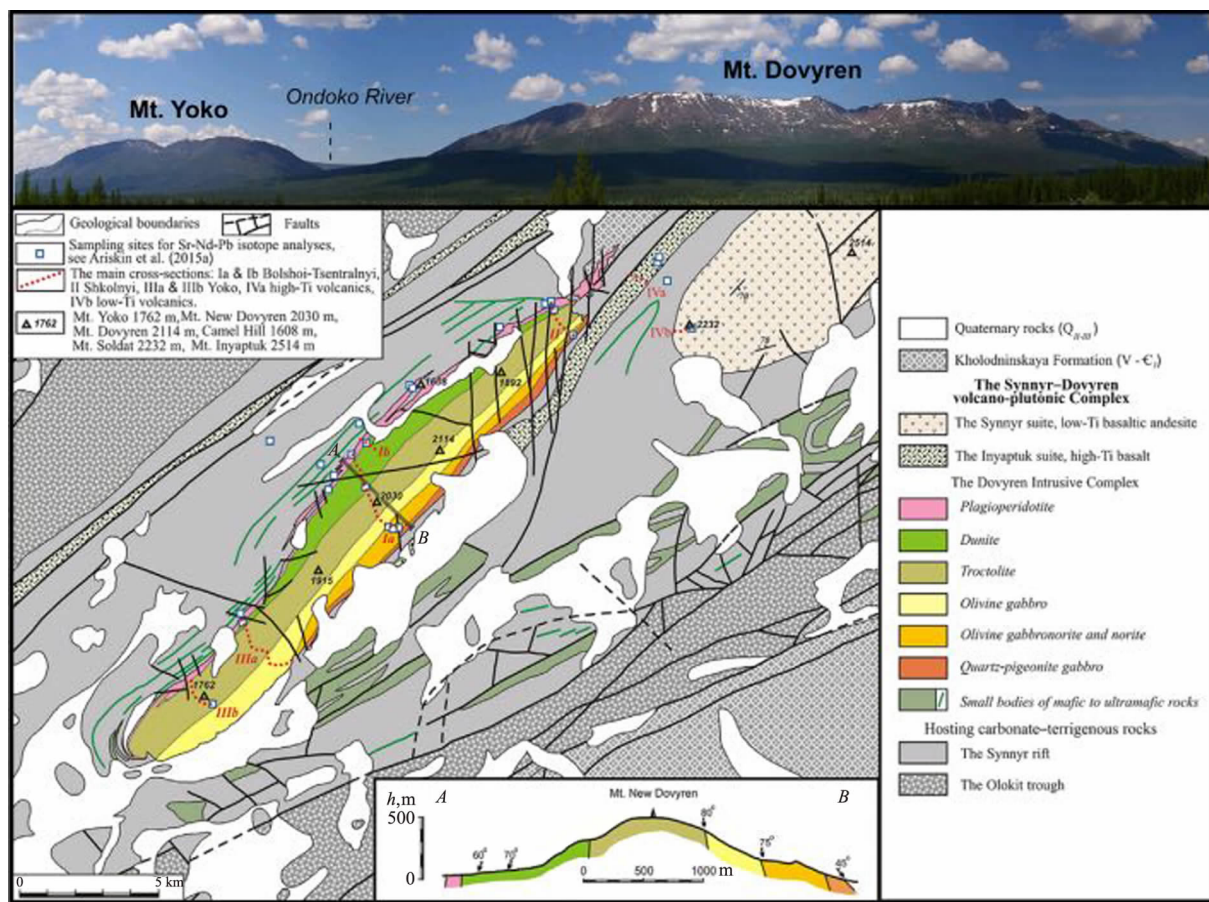 Mt. Dovyren
Mt. Yoko
Ondoko River
Geological boundaries
Faults
Sampling sites for Sr-Nd-Pb isotope analyses,
see Ariskin et al. (2015a)
The main cross-sections: Ia & Ib Bolshoi-Tsentralnyi,
II Shkolnyi, IIIa & IIIb Yoko, IVa high-Ti volcanics,
IVb low-Ti volcanics.
1762
Mt. Yoko 1762 m, Mt. New Dovyren 2030 m,
Mt. Dovyren 2114 m, Camel Hill 1608 m,
Mt. Soldat 2232 m, Mt. Inyaptuk 2514 m
2514
IVa
78
IVb
2232
II
78
1608
1892
A
Ib
2114
2030
Ia
B
1915
IIIa
1762
IIIb
0
5 km
h,m
A
Mt. New Dovyren
B
500
60°
70°
80°
75°
45°
0
0
500
1000
m
Quaternary rocks (Q II-III)
Kholodninskaya Formation (V - Є1)
The Synnyr–Dovyren
volcano-plutonic Complex
The Synnyr suite, low-Ti basaltic andesite
The Inyaptuk suite, high-Ti basalt
The Dovyren Intrusive Complex
Plagioperidotite
Dunite
Troctolite
Olivine gabbro
Olivine gabbronorite and norite
Quartz-pigeonite gabbro
Small bodies of mafic to ultramafic rocks
Hosting carbonate–terrigenous rocks
The Synnyr rift
The Olokit trough